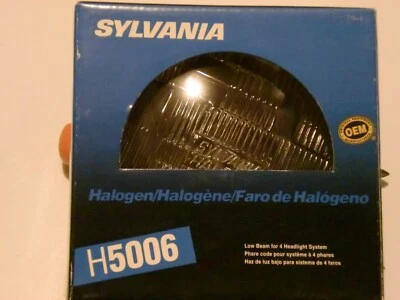 SYLVANIA
OEM
Halogen/Halogène/Faro de Halógeno
H5006
Low Beam for 4 Headlight System
Phare code pour système à 4 phares
Haz de luz bajo para sistema de 4 faros